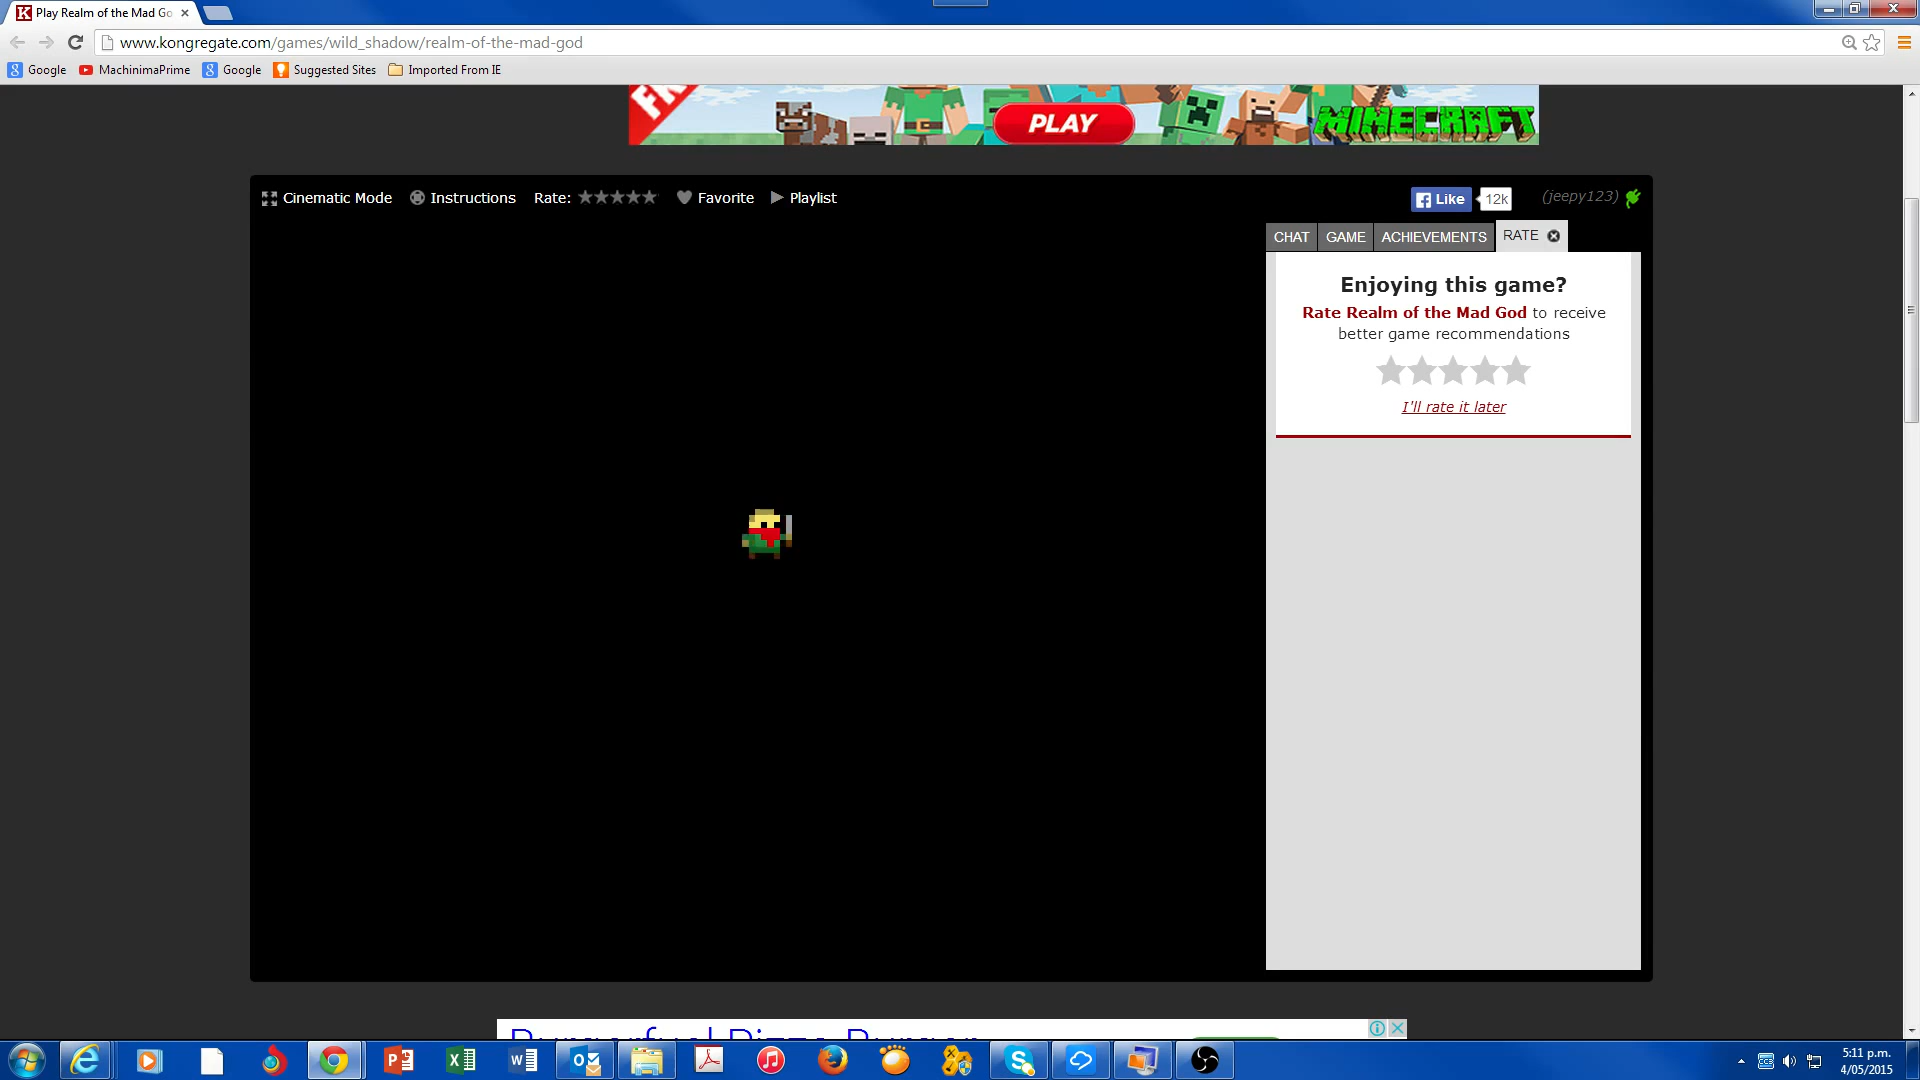 Play Realm of the Mad Go
www.kongregate.com/games/wild_shadow/realm-of-the-mad-god
Google MachinimaPrime Google Suggested Sites Imported From IE
PLAY MINECRAFT
Cinematic Mode Instructions Rate: Favorite Playlist Like 12k (jeepy123)
CHAT GAME ACHIEVEMENTS RATE
Enjoying this game?
Rate Realm of the Mad God to receive
better game recommendations
I'll rate it later
5:11 p.m.
4/05/2015